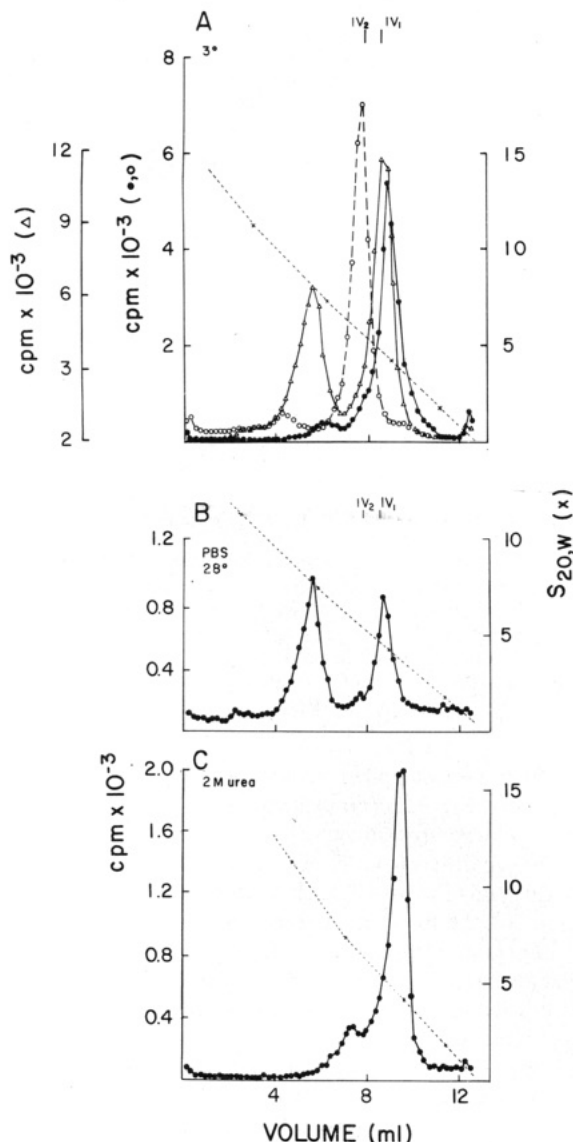 A
3°
IV₂ IV₁
8
6
4
2
12
9
6
3
2
15
10
5
cpm x 10⁻³ (△)
cpm x 10⁻³ (●,○)
B
PBS
28°
IV₂ IV₁
1.2
0.8
0.4
10
5
S₂₀,W (x)
C
2M urea
2.0
1.6
1.2
0.8
0.4
15
10
5
cpm x 10⁻³
0 4 8 12
VOLUME (ml)